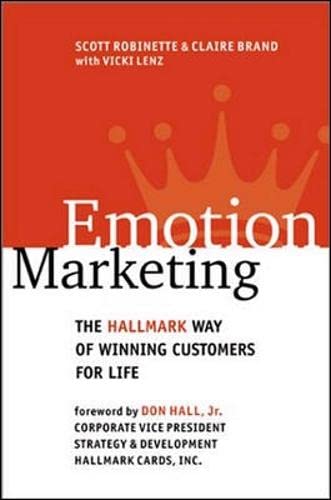 SCOTT ROBINETTE & CLAIRE BRAND
with VICKI LENZ
Emotion
Marketing
THE HALLMARK WAY
OF WINNING CUSTOMERS
FOR LIFE
foreword by DON HALL, Jr.
CORPORATE VICE PRESIDENT
STRATEGY & DEVELOPMENT
HALLMARK CARDS, INC.